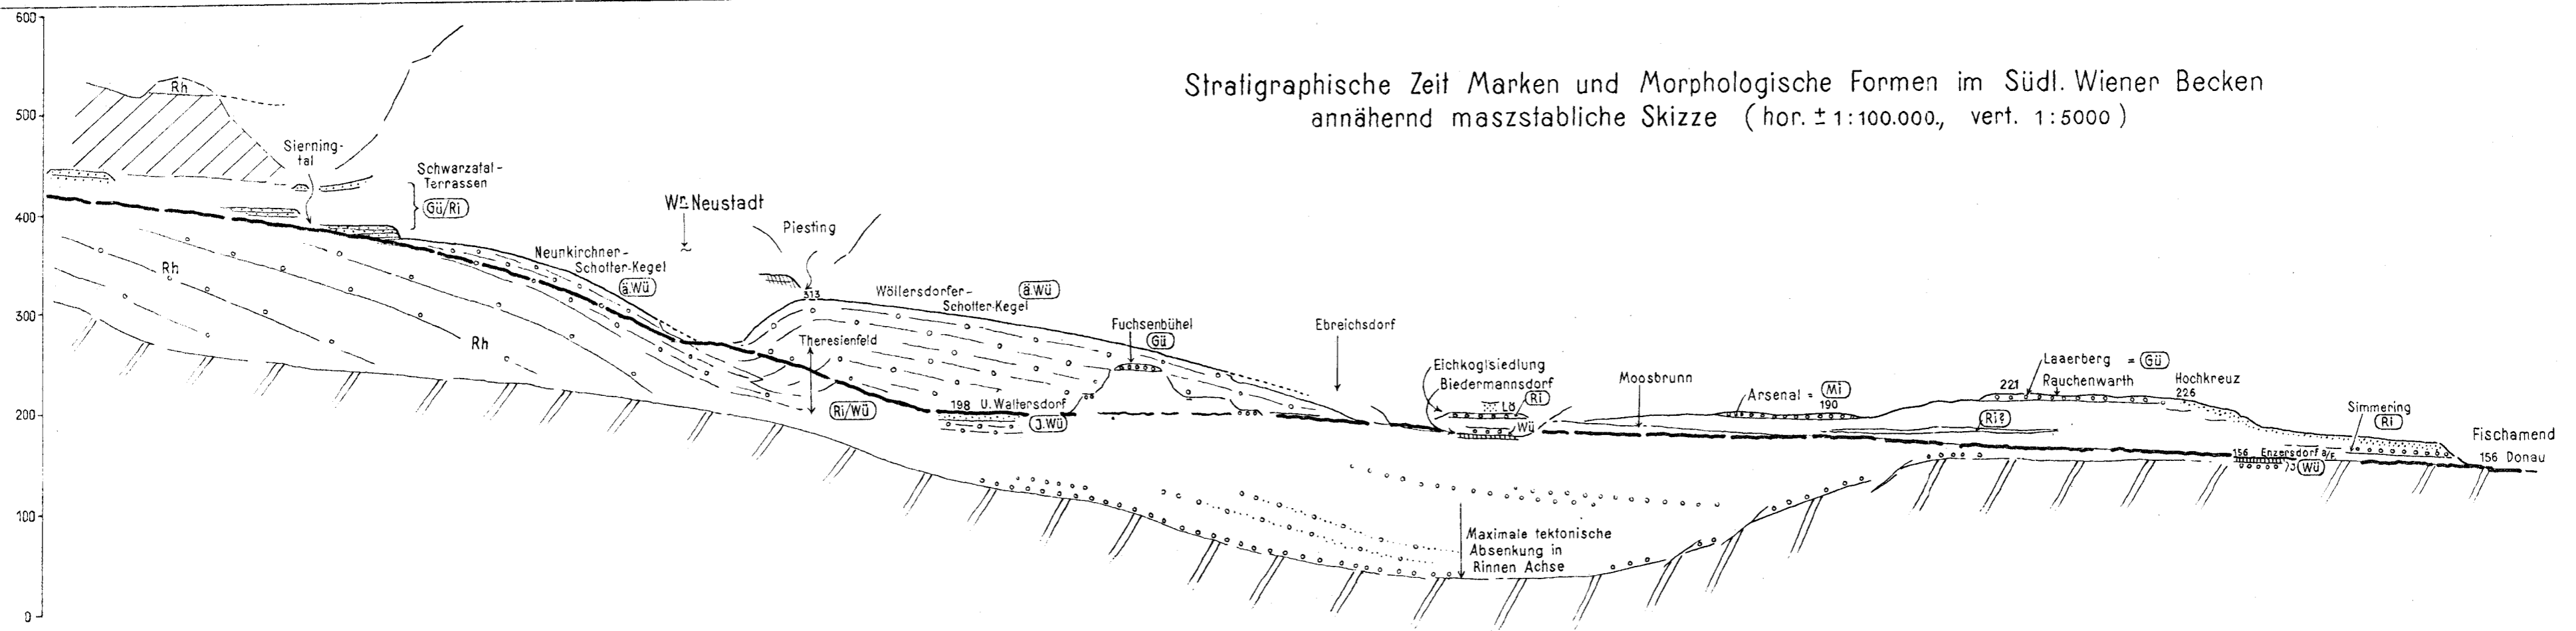 Stratigraphische Zeit Marken und Morphologische Formen im Südl. Wiener Becken
annähernd maszstabliche Skizze (hor. ± 1:100.000., vert. 1:5000)
600
500
400
300
200
100
0
Rh
Sierning-
tal
Schwarzatal-
Terrassen
Gü/Ri
Rh
Rh
Neunkirchner-
Schotter-Kegel
ä.Wü
Wr. Neustadt
Piesting
313
Wöllersdorfer-
Schotter-Kegel
ä.Wü
Theresienfeld
Ri/Wü
198 U. Waltersdorf
J.Wü
Fuchsenbühel
Gü
Ebreichsdorf
Eichkoglsiedlung
Biedermannsdorf
Lö
Ri
Wü
Maximale tektonische
Absenkung in
Rinnen Achse
Moosbrunn
Arsenal = Mi
190
Laaerberg = Gü
221
Rauchenwarth
Hochkreuz
226
Simmering
Ri
156 Enzersdorf a/F.
Wü
Fischamend
156 Donau